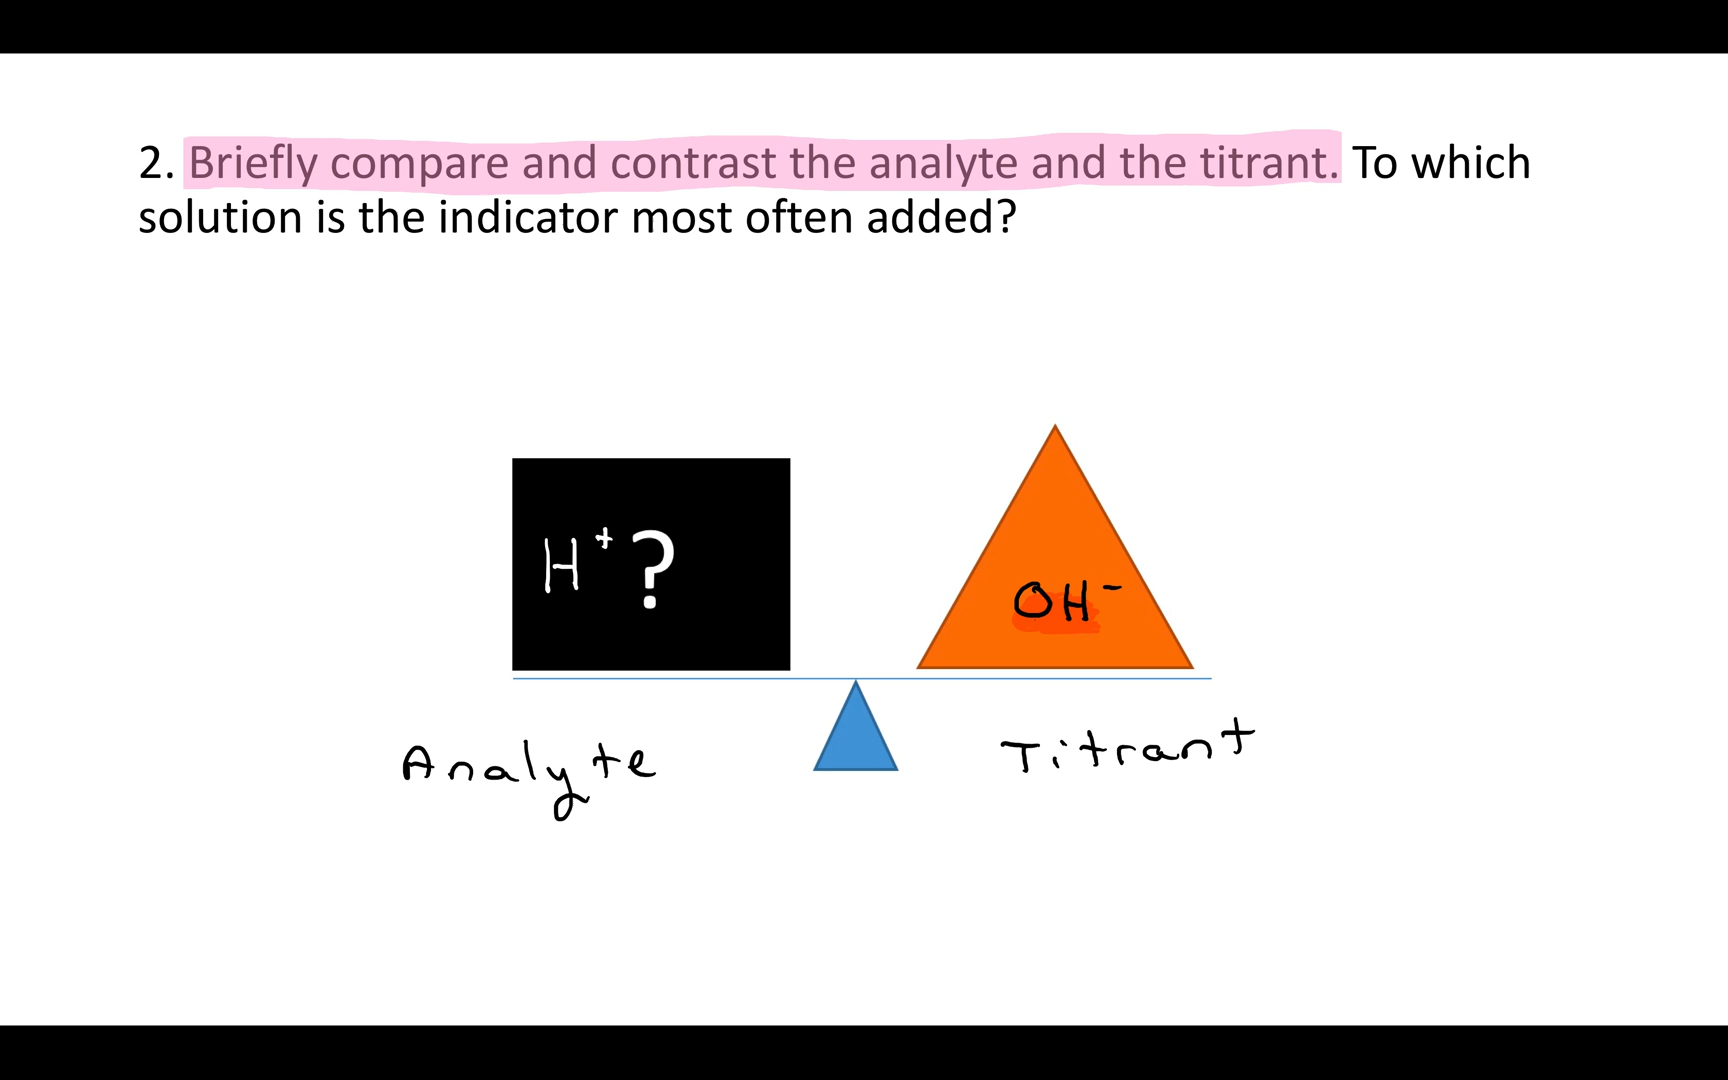 2. Briefly compare and contrast the analyte and the titrant. To which
solution is the indicator most often added?
H⁺?
OH⁻
Analyte
Titrant